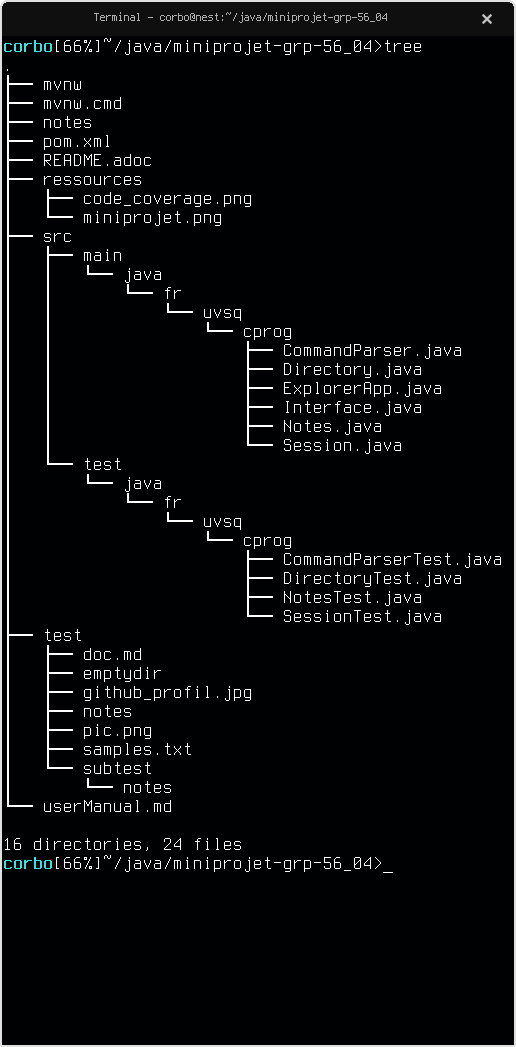 Terminal - corbo@nest:~/java/miniprojet-grp-56_04
corbo[66%]~/java/miniprojet-grp-56_04>tree
.
├── mvnw
├── mvnw.cmd
├── notes
├── pom.xml
├── README.adoc
├── ressources
│   ├── code_coverage.png
│   └── miniprojet.png
├── src
│   ├── main
│   │   └── java
│   │       └── fr
│   │           └── uvsq
│   │               └── cprog
│   │                   ├── CommandParser.java
│   │                   ├── Directory.java
│   │                   ├── ExplorerApp.java
│   │                   ├── Interface.java
│   │                   ├── Notes.java
│   │                   └── Session.java
│   └── test
│       └── java
│           └── fr
│               └── uvsq
│                   └── cprog
│                       ├── CommandParserTest.java
│                       ├── DirectoryTest.java
│                       ├── NotesTest.java
│                       └── SessionTest.java
├── test
│   ├── doc.md
│   ├── emptydir
│   ├── github_profil.jpg
│   ├── notes
│   ├── pic.png
│   ├── samples.txt
│   └── subtest
│       └── notes
└── userManual.md
16 directories, 24 files
corbo[66%]~/java/miniprojet-grp-56_04>_